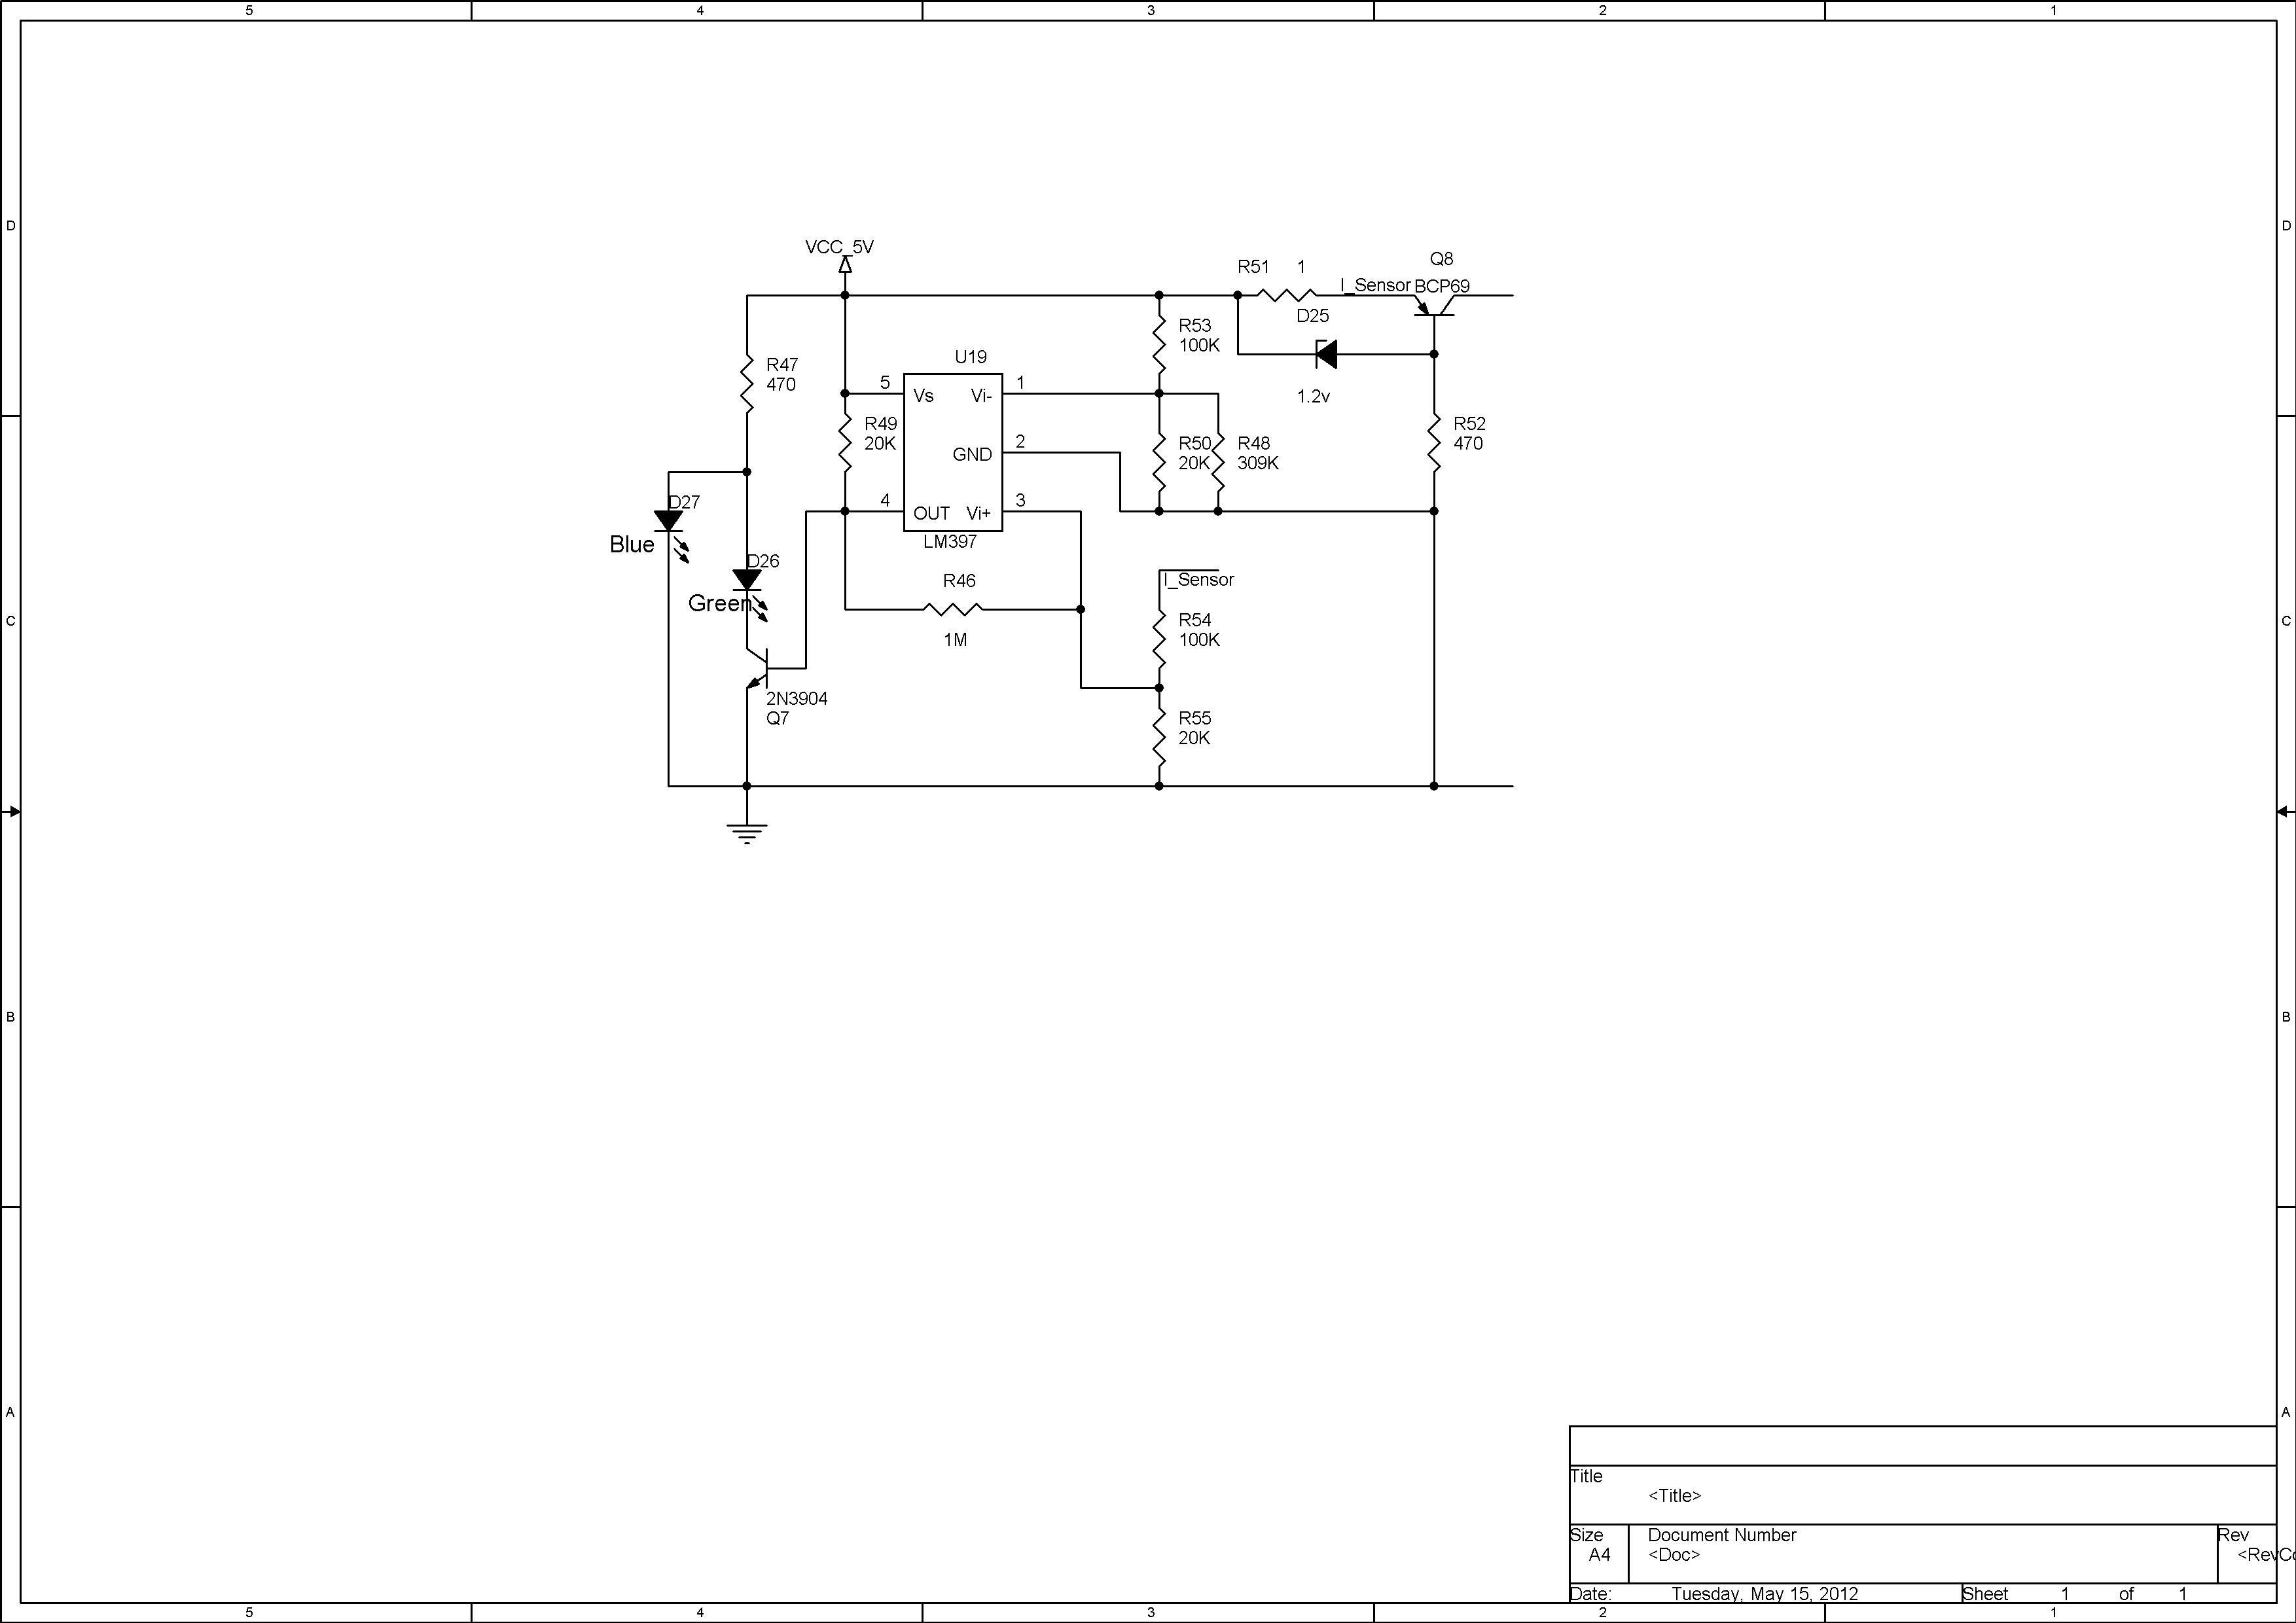 5 4 3 2 1
D D
VCC_5V
Q8
R51 1
I_Sensor BCP69
D25
R53
100K
U19
R47
470
5 Vs Vi- 1
1.2v
R49
20K
R52
470
R50
20K
R48
309K
GND 2
D27
4 OUT Vi+ 3
Blue
LM397
D26
R46
I_Sensor
Green
C C
R54
100K
1M
2N3904
Q7
R55
20K
B B
A A
Title
<Title>
Size Document Number Rev
A4 <Doc> <RevCo
Date: Tuesday, May 15, 2012 Sheet 1 of 1
5 4 3 2 1